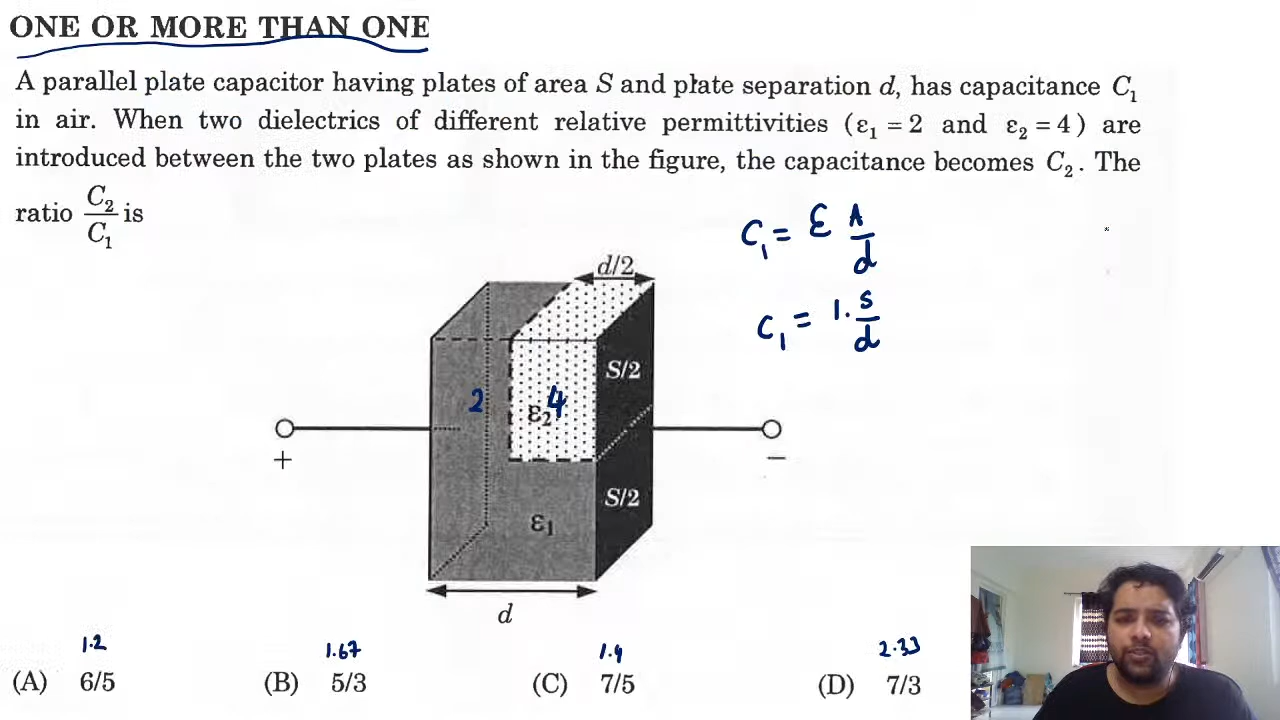 ONE OR MORE THAN ONE
A parallel plate capacitor having plates of area S and plate separation d, has capacitance C₁
in air. When two dielectrics of different relative permittivities (ε₁ = 2 and ε₂ = 4) are
introduced between the two plates as shown in the figure, the capacitance becomes C₂. The
ratio C₂/C₁ is
C₁ = ε A/d
C₁ = 1. S/d
d/2
S/2
2
ε₂ 4
+
−
S/2
ε₁
d
1.2 1.67 1.4 2.33
(A) 6/5 (B) 5/3 (C) 7/5 (D) 7/3